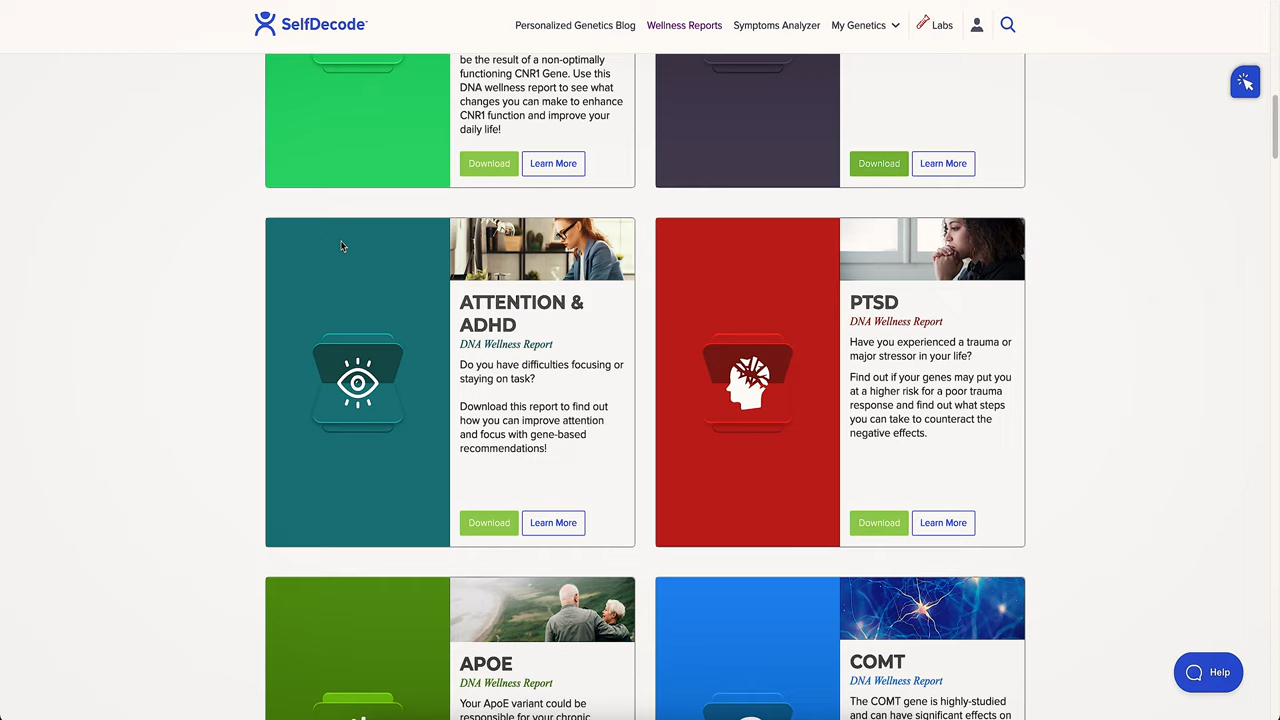 SelfDecode™
Personalized Genetics Blog
Wellness Reports
Symptoms Analyzer
My Genetics
Labs
be the result of a non-optimally
functioning CNR1 Gene. Use this
DNA wellness report to see what
changes you can make to enhance
CNR1 function and improve your
daily life!
Download
Learn More
Download
Learn More
ATTENTION &
ADHD
DNA Wellness Report
Do you have difficulties focusing or
staying on task?
Download this report to find out
how you can improve attention
and focus with gene-based
recommendations!
Download
Learn More
PTSD
DNA Wellness Report
Have you experienced a trauma or
major stressor in your life?
Find out if your genes may put you
at a higher risk for a poor trauma
response and find out what steps
you can take to counteract the
negative effects.
Download
Learn More
APOE
DNA Wellness Report
Your ApoE variant could be
responsible for your chronic
COMT
DNA Wellness Report
The COMT gene is highly-studied
and can have significant effects on
Help